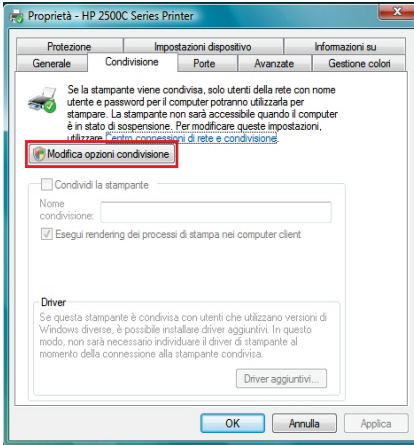 Proprietà - HP 2500C Series Printer
Protezione
Impostazioni dispositivo
Informazioni su
Generale
Condivisione
Porte
Avanzate
Gestione colori
Se la stampante viene condivisa, solo utenti della rete con nome
utente e password per il computer potranno utilizzarla per
stampare. La stampante non sarà accessibile quando il computer
è in stato di sospensione. Per modificare queste impostazioni,
utilizzare Centro connessioni di rete e condivisione.
Modifica opzioni condivisione
Condividi la stampante
Nome
condivisione:
Esegui rendering dei processi di stampa nei computer client
Driver
Se questa stampante è condivisa con utenti che utilizzano versioni di
Windows diverse, è possibile installare driver aggiuntivi. In questo
modo, non sarà necessario individuare il driver di stampante al
momento della connessione alla stampante condivisa.
Driver aggiuntivi...
OK
Annulla
Applica